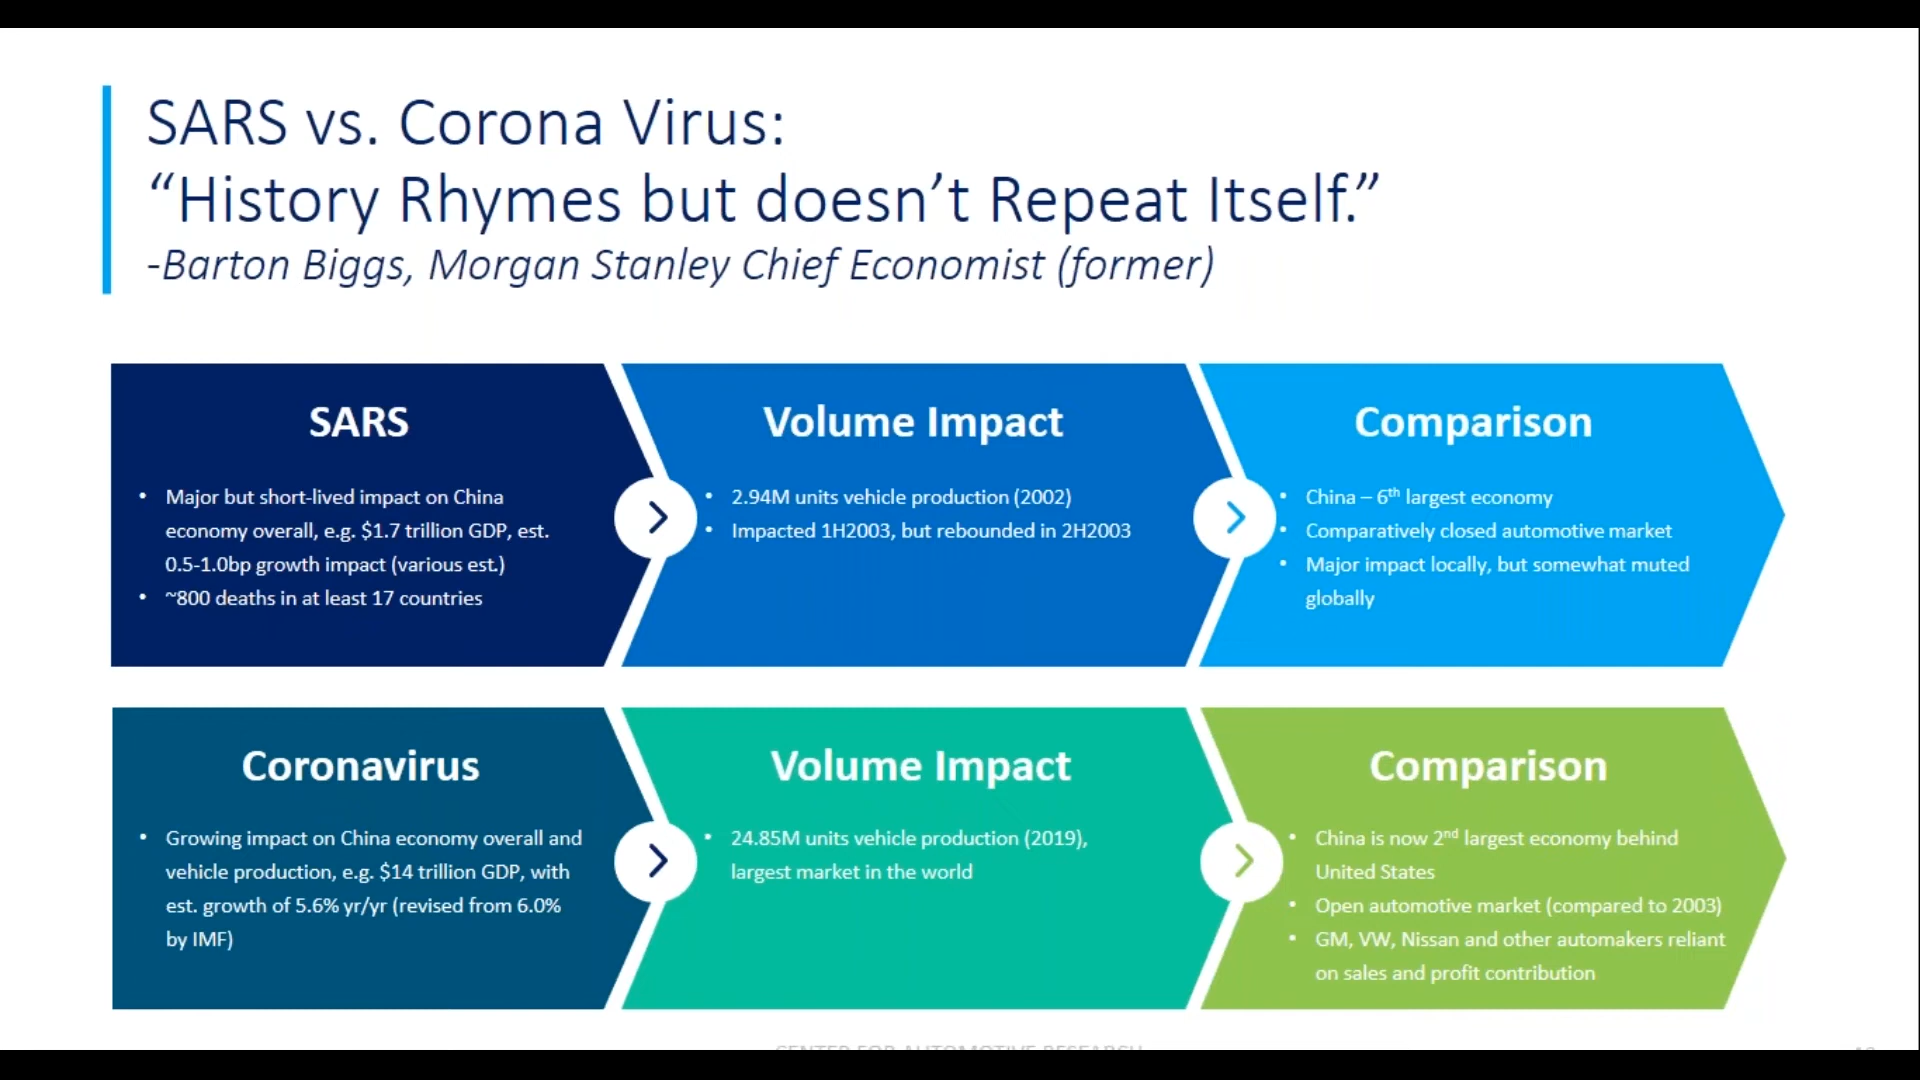 SARS vs. Corona Virus:
“History Rhymes but doesn’t Repeat Itself.”
-Barton Biggs, Morgan Stanley Chief Economist (former)
SARS
• Major but short-lived impact on China
economy overall, e.g. $1.7 trillion GDP, est.
0.5-1.0bp growth impact (various est.)
• ~800 deaths in at least 17 countries
Volume Impact
• 2.94M units vehicle production (2002)
• Impacted 1H2003, but rebounded in 2H2003
Comparison
• China – 6th largest economy
• Comparatively closed automotive market
• Major impact locally, but somewhat muted
globally
Coronavirus
• Growing impact on China economy overall and
vehicle production, e.g. $14 trillion GDP, with
est. growth of 5.6% yr/yr (revised from 6.0%
by IMF)
Volume Impact
• 24.85M units vehicle production (2019),
largest market in the world
Comparison
• China is now 2nd largest economy behind
United States
• Open automotive market (compared to 2003)
• GM, VW, Nissan and other automakers reliant
on sales and profit contribution
CENTER FOR AUTOMOTIVE RESEARCH